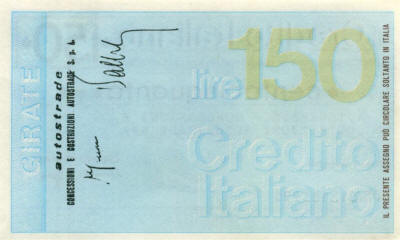 GIRATE
autostrade
CONCESSIONI E COSTRUZIONI AUTOSTRADE S.p.A.
150
lire
Credito
Italiano
IL PRESENTE ASSEGNO PUÒ CIRCOLARE SOLTANTO IN ITALIA